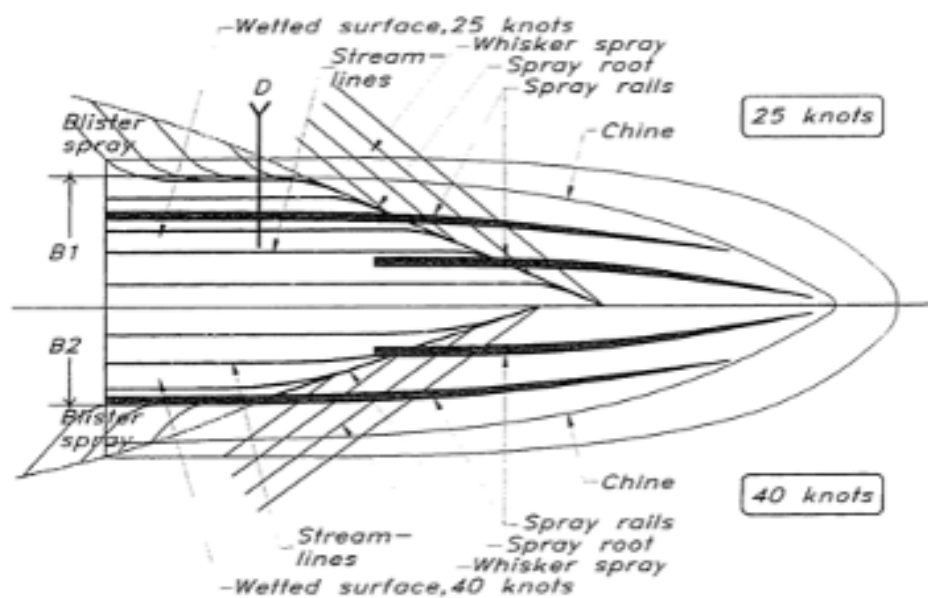 Wetted surface, 25 knots
Stream-
lines
Whisker spray
Spray root
Spray rails
D
Blister
spray
25 knots
Chine
B1
B2
Blister
spray
Chine
40 knots
Stream-
lines
Spray rails
Spray root
Whisker spray
Wetted surface, 40 knots